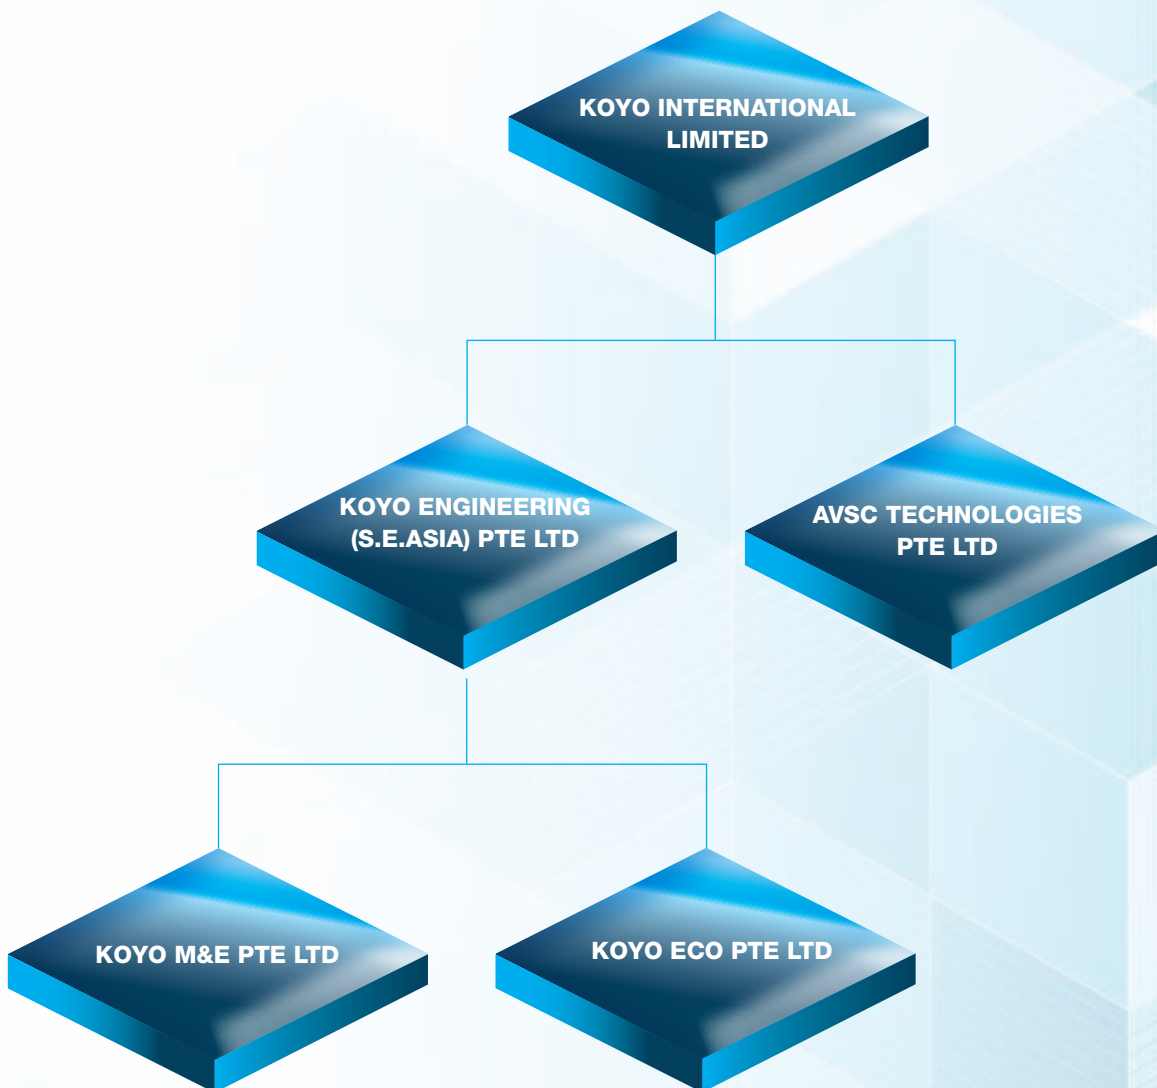 KOYO INTERNATIONAL
LIMITED
KOYO ENGINEERING
(S.E.ASIA) PTE LTD
AVSC TECHNOLOGIES
PTE LTD
KOYO M&E PTE LTD
KOYO ECO PTE LTD